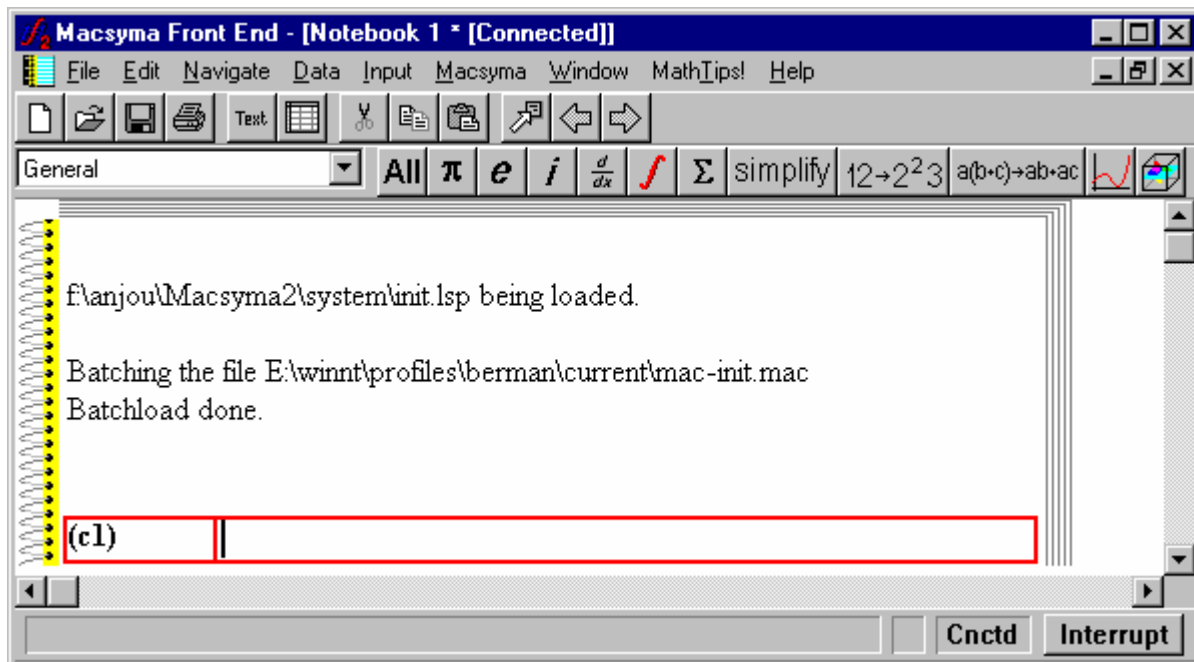 Macsyma Front End - [Notebook 1 * [Connected]]
File Edit Navigate Data Input Macsyma Window MathTips! Help
Text
General All π e i d/dx ∫ Σ simplify 12→2²3 a(b+c)→ab+ac
f:\anjou\Macsyma2\system\init.lsp being loaded.
Batching the file E:\winnt\profiles\berman\current\mac-init.mac
Batchload done.
(c1)
Cnctd Interrupt